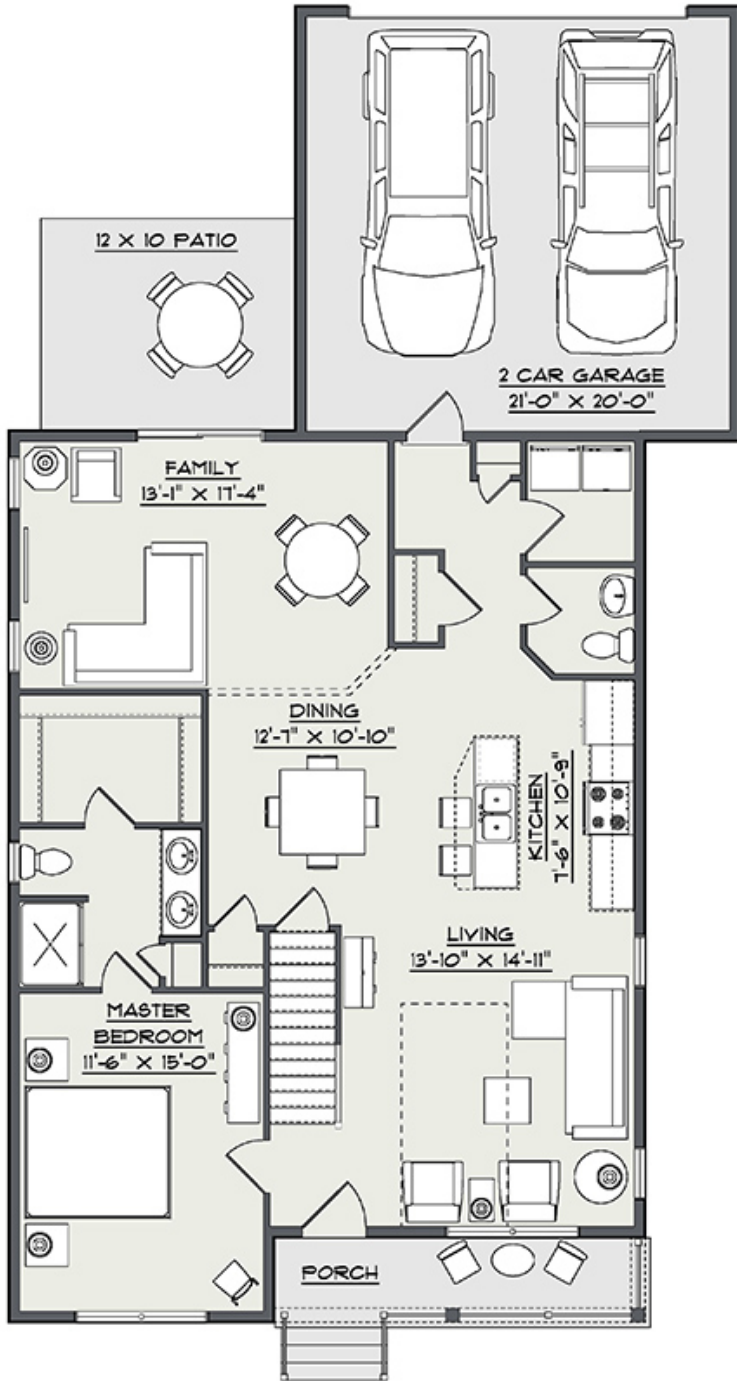 12 X 10 PATIO
2 CAR GARAGE
21'-0" X 20'-0"
FAMILY
13'-1" X 17'-4"
DINING
12'-7" X 10'-10"
KITCHEN
7'-6" X 10'-9"
LIVING
13'-10" X 14'-11"
MASTER
BEDROOM
11'-6" X 15'-0"
PORCH